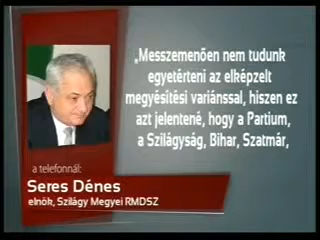 „Messzemenően nem tudunk
egyetérteni az elképzelt
megyésítési variánssal, hiszen ez
azt jelentené, hogy a Partium,
a Szilágyság, Bihar, Szatmár,
a telefonnál:
Seres Dénes
elnök, Szilágy Megyei RMDSZ